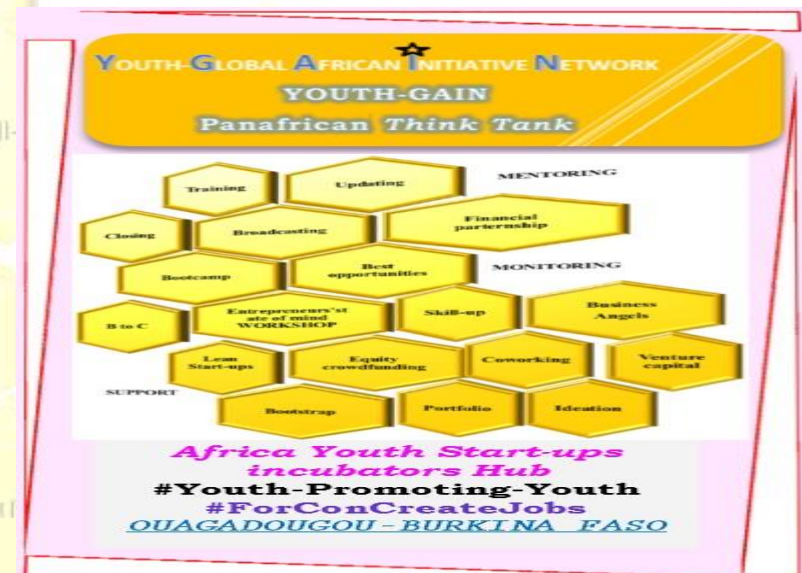 YOUTH-GLOBAL AFRICAN INITIATIVE NETWORK
YOUTH-GAIN
Panafrican Think Tank
Training
Updating
MENTORING
Closing
Broadcasting
Financial
parternship
Bootcamp
Best
opportunities
MONITORING
B to C
Entrepreneurs'st
ate of mind
WORKSHOP
Skill-up
Business
Angels
Lean
Start-ups
Equity
crowdfunding
Coworking
Venture
capital
SUPPORT
Bootstrap
Portfolio
Ideation
Africa Youth Start-ups
incubators Hub
#Youth-Promoting-Youth
#ForConCreateJobs
OUAGADOUGOU-BURKINA FASO